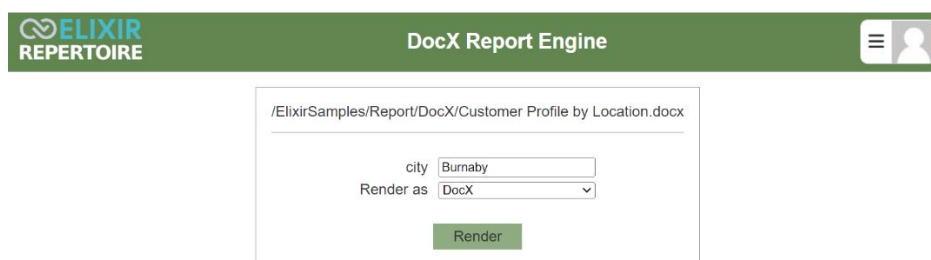 ELIXIR
REPERTOIRE
DocX Report Engine
/ElixirSamples/Report/DocX/Customer Profile by Location.docx
city Burnaby
Render as DocX
Render